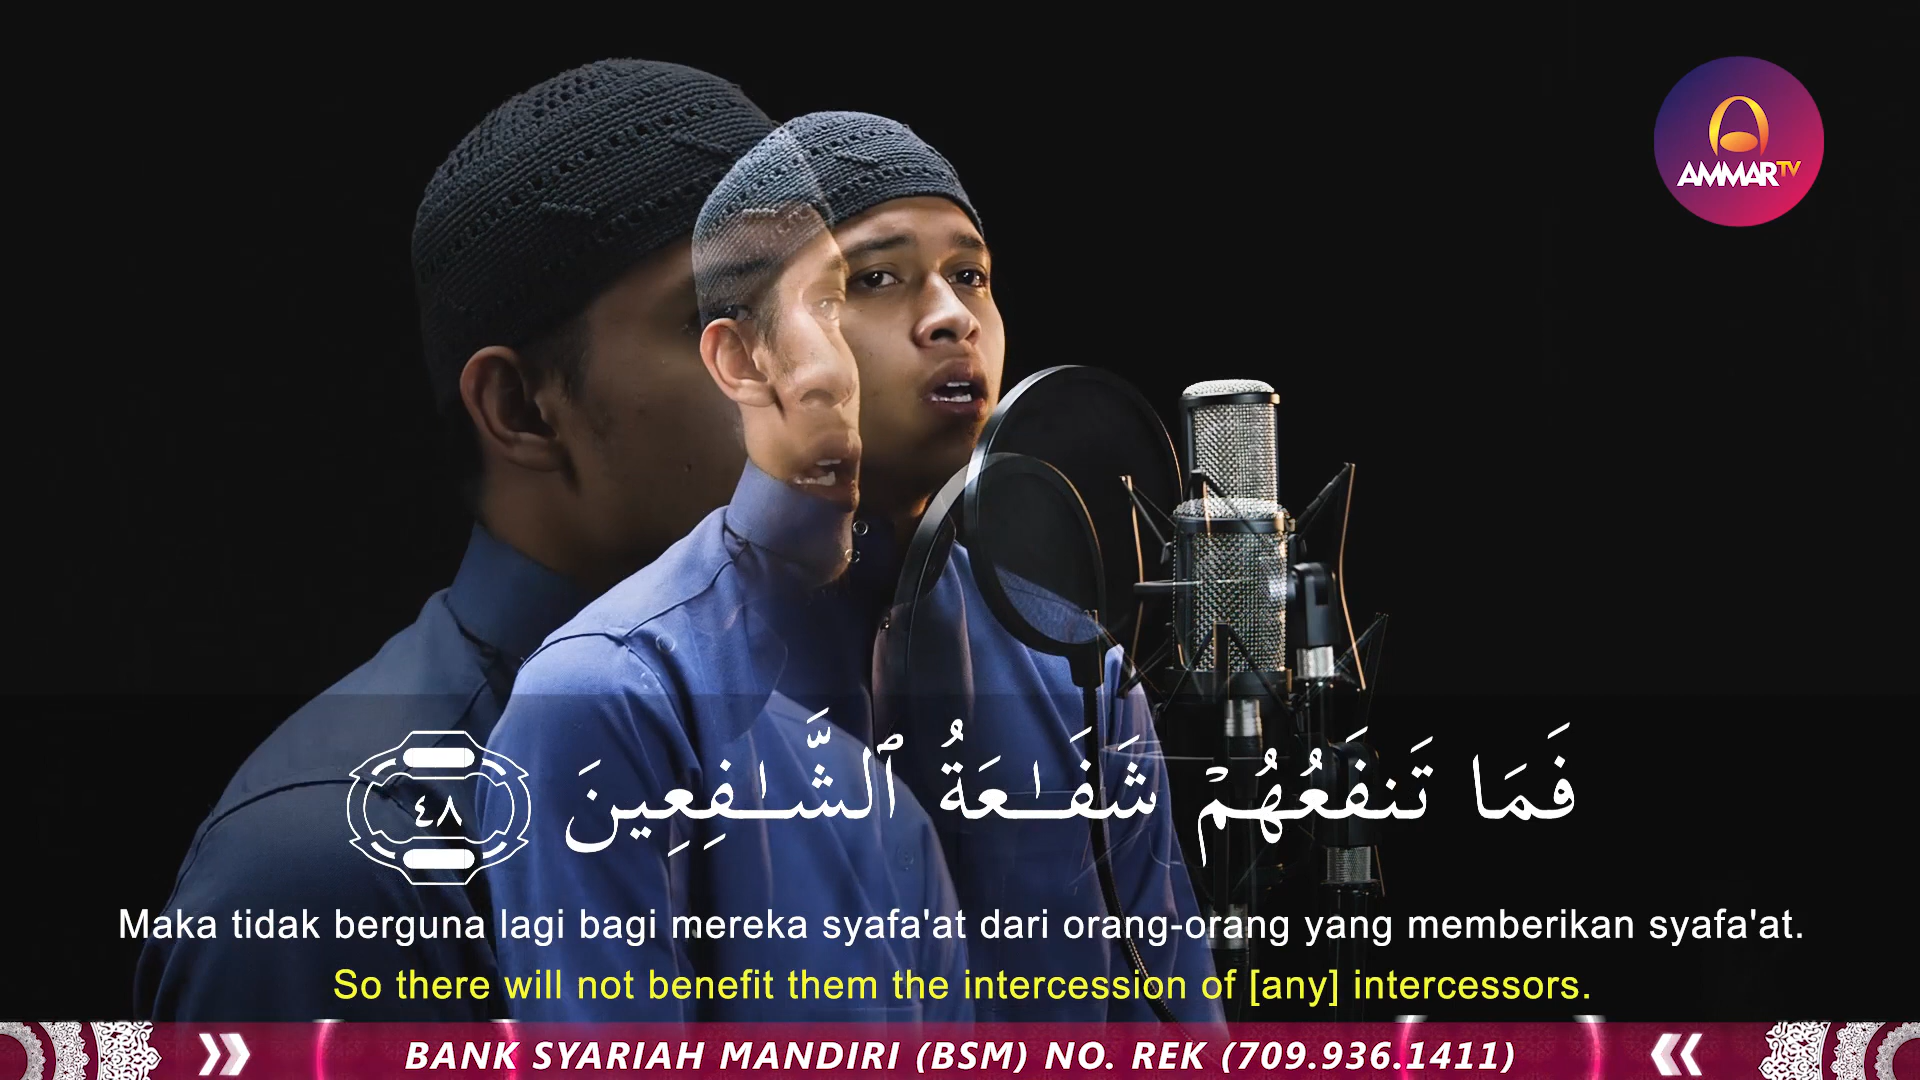 AMMARTV
فَمَا تَنفَعُهُمْ شَفَـٰعَةُ ٱلشَّـٰفِعِينَ ٤٨
Maka tidak berguna lagi bagi mereka syafa'at dari orang-orang yang memberikan syafa'at.
So there will not benefit them the intercession of [any] intercessors.
BANK SYARIAH MANDIRI (BSM) NO. REK (709.936.1411)